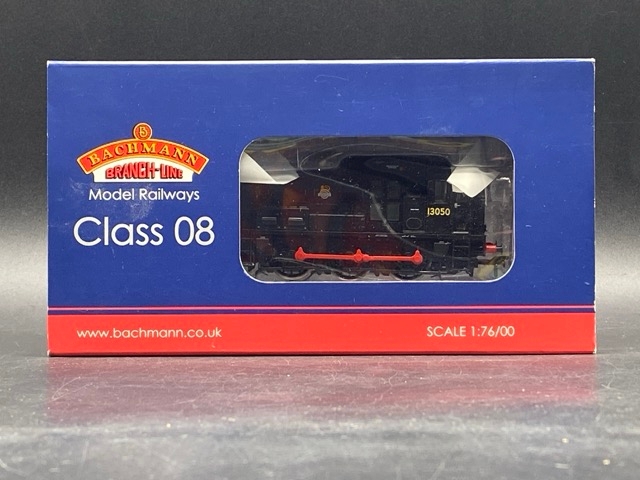 BACHMANN
BRANCH-LINE
Model Railways
Class 08
13050
www.bachmann.co.uk
SCALE 1:76/00